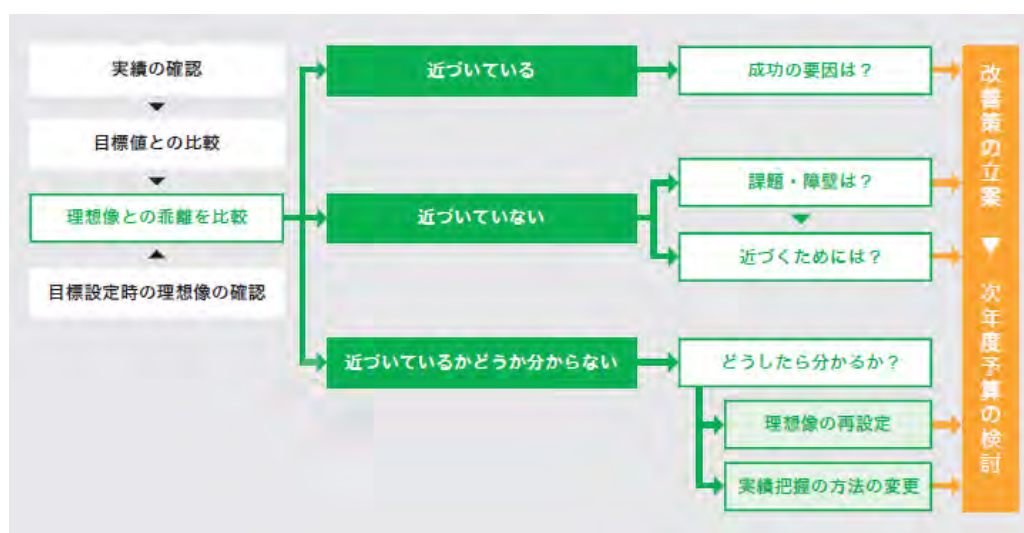 実績の確認
目標値との比較
理想像との乖離を比較
目標設定時の理想像の確認
近づいている
成功の要因は？
近づいていない
課題・障壁は？
近づくためには？
近づいているかどうか分からない
どうしたら分かるか？
理想像の再設定
実績把握の方法の変更
改善策の立案
次年度予算の検討